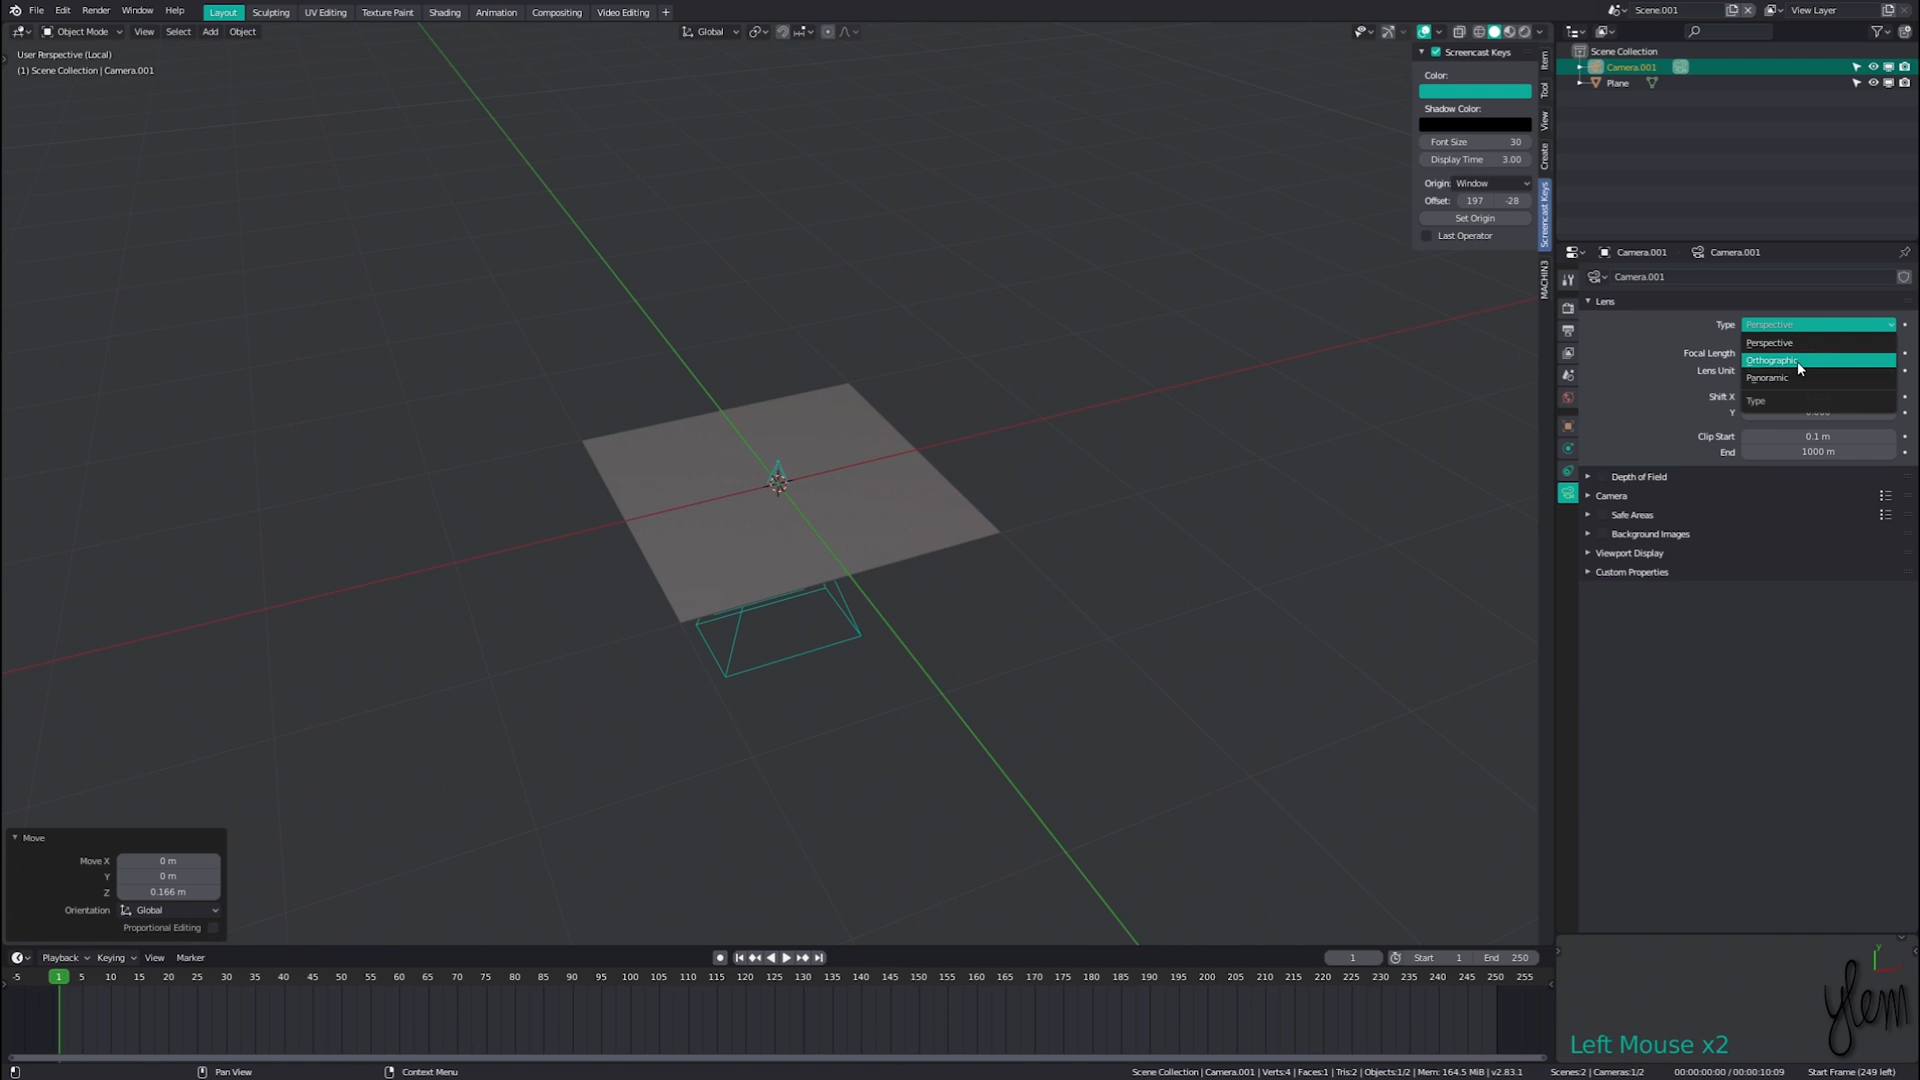 File Edit Render Window Help Layout Sculpting UV Editing Texture Paint Shading Animation Compositing Video Editing +
Scene.001 View Layer
Object Mode View Select Add Object Global
User Perspective (Local)
(1) Scene Collection | Camera.001
Screencast Keys
Color:
Shadow Color:
Font Size 30
Display Time 3.00
Origin: Window
Offset: 197 -28
Set Origin
Last Operator
Item
Tool
View
Create
Screencast Keys
MACHIN3
Scene Collection
Camera.001
Plane
Camera.001 Camera.001
Camera.001
Lens
Type Perspective
Perspective
Focal Length
Orthographic
Lens Unit
Panoramic
Shift X
Type
Y 0.000
Clip Start 0.1 m
End 1000 m
Depth of Field
Camera
Safe Areas
Background Images
Viewport Display
Custom Properties
Move
Move X 0 m
Y 0 m
Z 0.166 m
Orientation Global
Proportional Editing
Playback Keying View Marker
1 Start 1 End 250
-5 1 5 10 15 20 25 30 35 40 45 50 55 60 65 70 75 80 85 90 95 100 105 110 115 120 125 130 135 140 145 150 155 160 165 170 175 180 185 190 195 200 205 210 215 220 225 230 235 240 245 250 255
y
ylem
Left Mouse x2
Pan View Context Menu
Scene Collection | Camera.001 | Verts:4 | Faces:1 | Tris:2 | Objects:1/2 | Mem: 164.5 MiB | v2.83.1 Scenes:2 | Cameras:1/2 00:00:00:00 / 00:00:10:09 Start Frame (249 left)